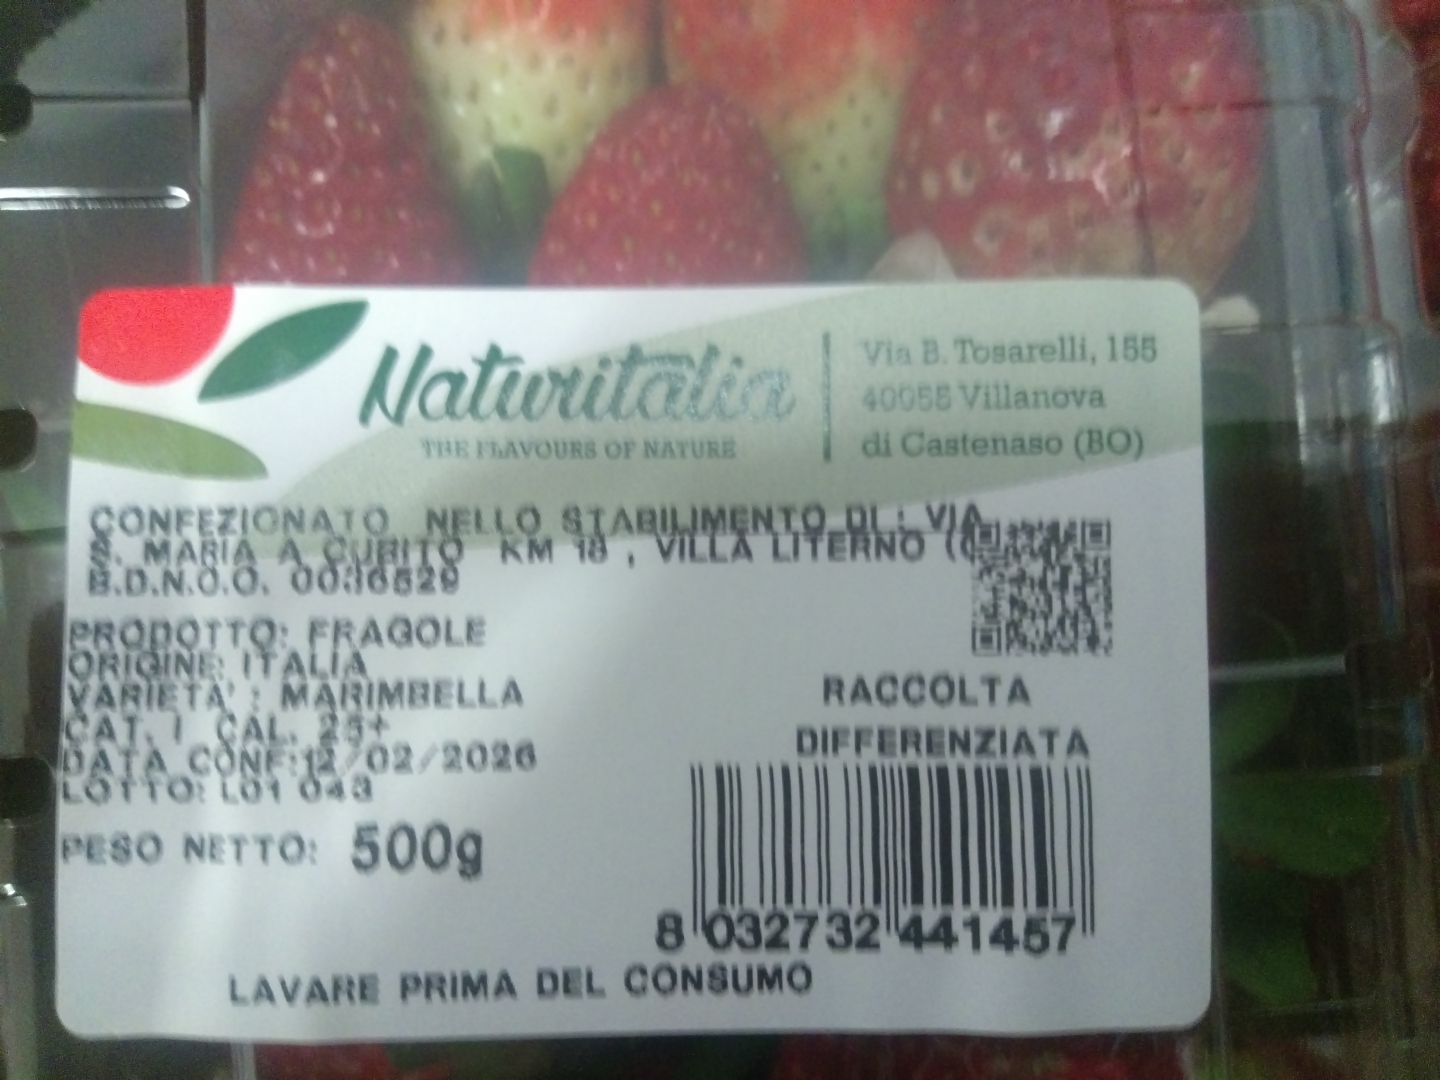 Naturitalia
THE FLAVOURS OF NATURE
Via B. Tosarelli, 155
40055 Villanova
di Castenaso (BO)
CONFEZIONATO NELLO STABILIMENTO DI : VIA
S. MARIA A CUBITO KM 18 , VILLA LITERNO (C
B.D.N.O.O. 0036529
PRODOTTO: FRAGOLE
ORIGINE: ITALIA
VARIETA' : MARIMBELLA
CAT. I CAL. 25+
DATA CONF:12/02/2026
LOTTO: L01 043
PESO NETTO: 500g
RACCOLTA
DIFFERENZIATA
8 032732 441457
LAVARE PRIMA DEL CONSUMO